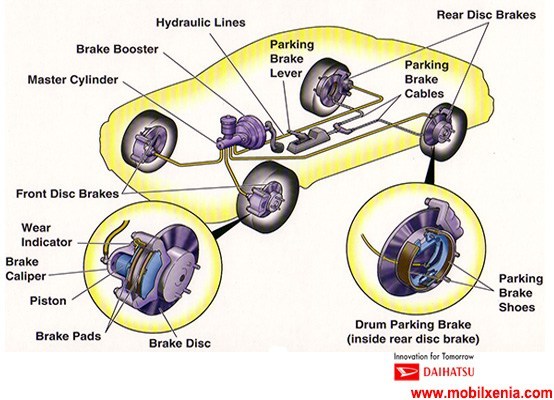 Hydraulic Lines
Rear Disc Brakes
Brake Booster
Parking
Brake
Lever
Parking
Brake
Cables
Master Cylinder
Front Disc Brakes
Wear
Indicator
Brake
Caliper
Piston
Brake Pads
Brake Disc
Parking
Brake
Shoes
Drum Parking Brake
(inside rear disc brake)
Innovation for Tomorrow
DAIHATSU
www.mobilxenia.com